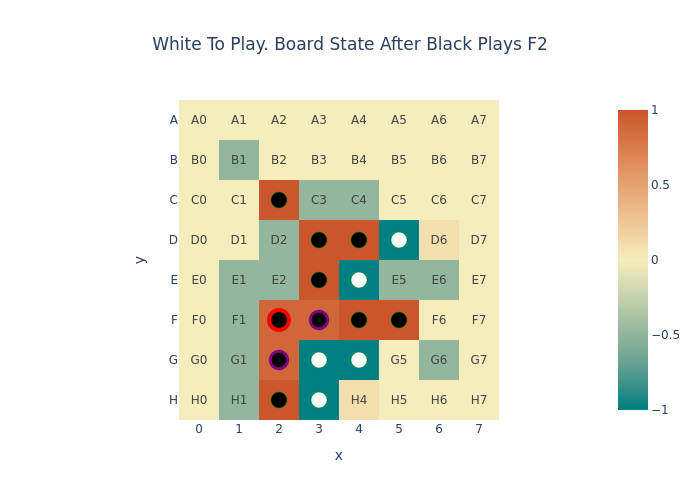 White To Play. Board State After Black Plays F2
A A0 A1 A2 A3 A4 A5 A6 A7
B B0 B1 B2 B3 B4 B5 B6 B7
C C0 C1 C3 C4 C5 C6 C7
D D0 D1 D2 D6 D7
E E0 E1 E2 E5 E6 E7
F F0 F1 F6 F7
G G0 G1 G5 G6 G7
H H0 H1 H4 H5 H6 H7
0 1 2 3 4 5 6 7
x
y
1
0.5
0
−0.5
−1